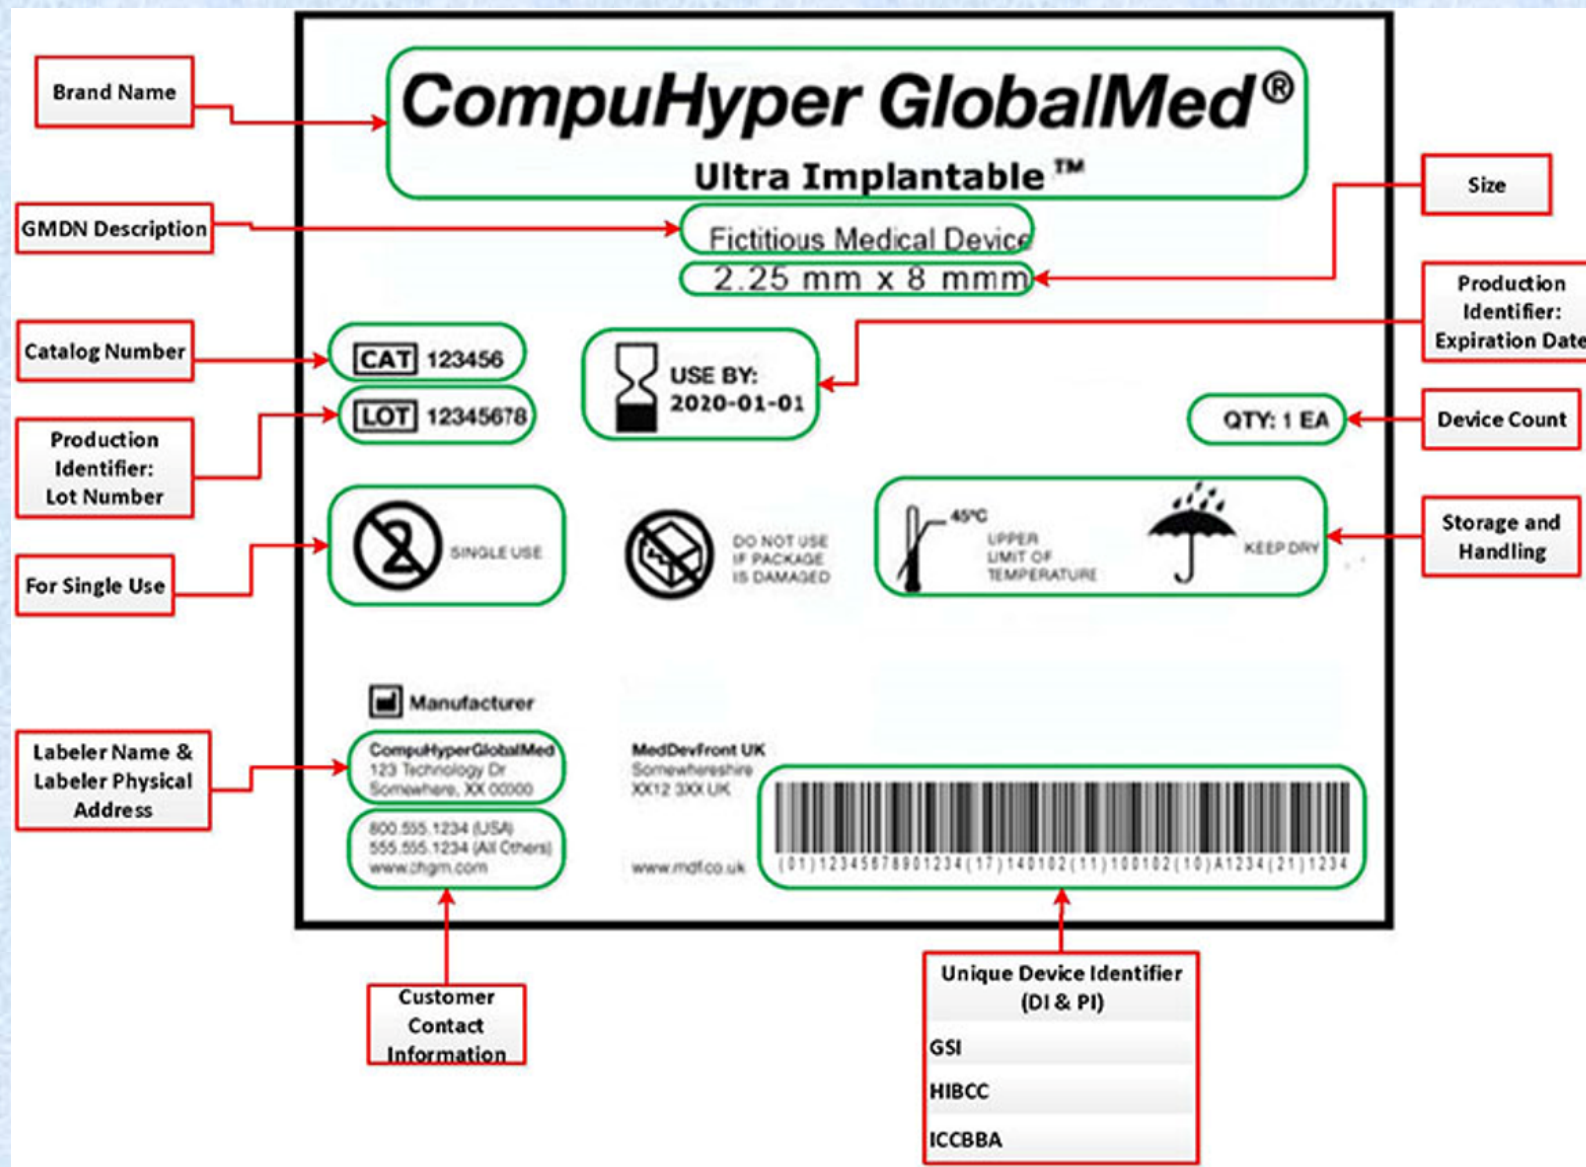 Brand Name
CompuHyper GlobalMed®
Ultra Implantable™
Size
GMDN Description
Fictitious Medical Device
2.25 mm x 8 mmm
Production
Identifier:
Expiration Date
Catalog Number
CAT 123456
USE BY:
2020-01-01
LOT 12345678
Production
Identifier:
Lot Number
QTY: 1 EA
Device Count
For Single Use
2 SINGLE USE
DO NOT USE
IF PACKAGE
IS DAMAGED
45°C
UPPER
LIMIT OF
TEMPERATURE
KEEP DRY
Storage and
Handling
Manufacturer
Labeler Name &
Labeler Physical
Address
CompuHyperGlobalMed
123 Technology Dr
Somewhere, XX 00000
800.555.1234 (USA)
555.555.1234 (All Others)
www.chgm.com
MedDevFront UK
Somewhereshire
XX12 3XX UK
www.mdf.co.uk
(01)12345678901234(17)140102(11)100102(10)A1234(21)1234
Customer
Contact
Information
Unique Device Identifier
(DI & PI)
GSI
HIBCC
ICCBBA